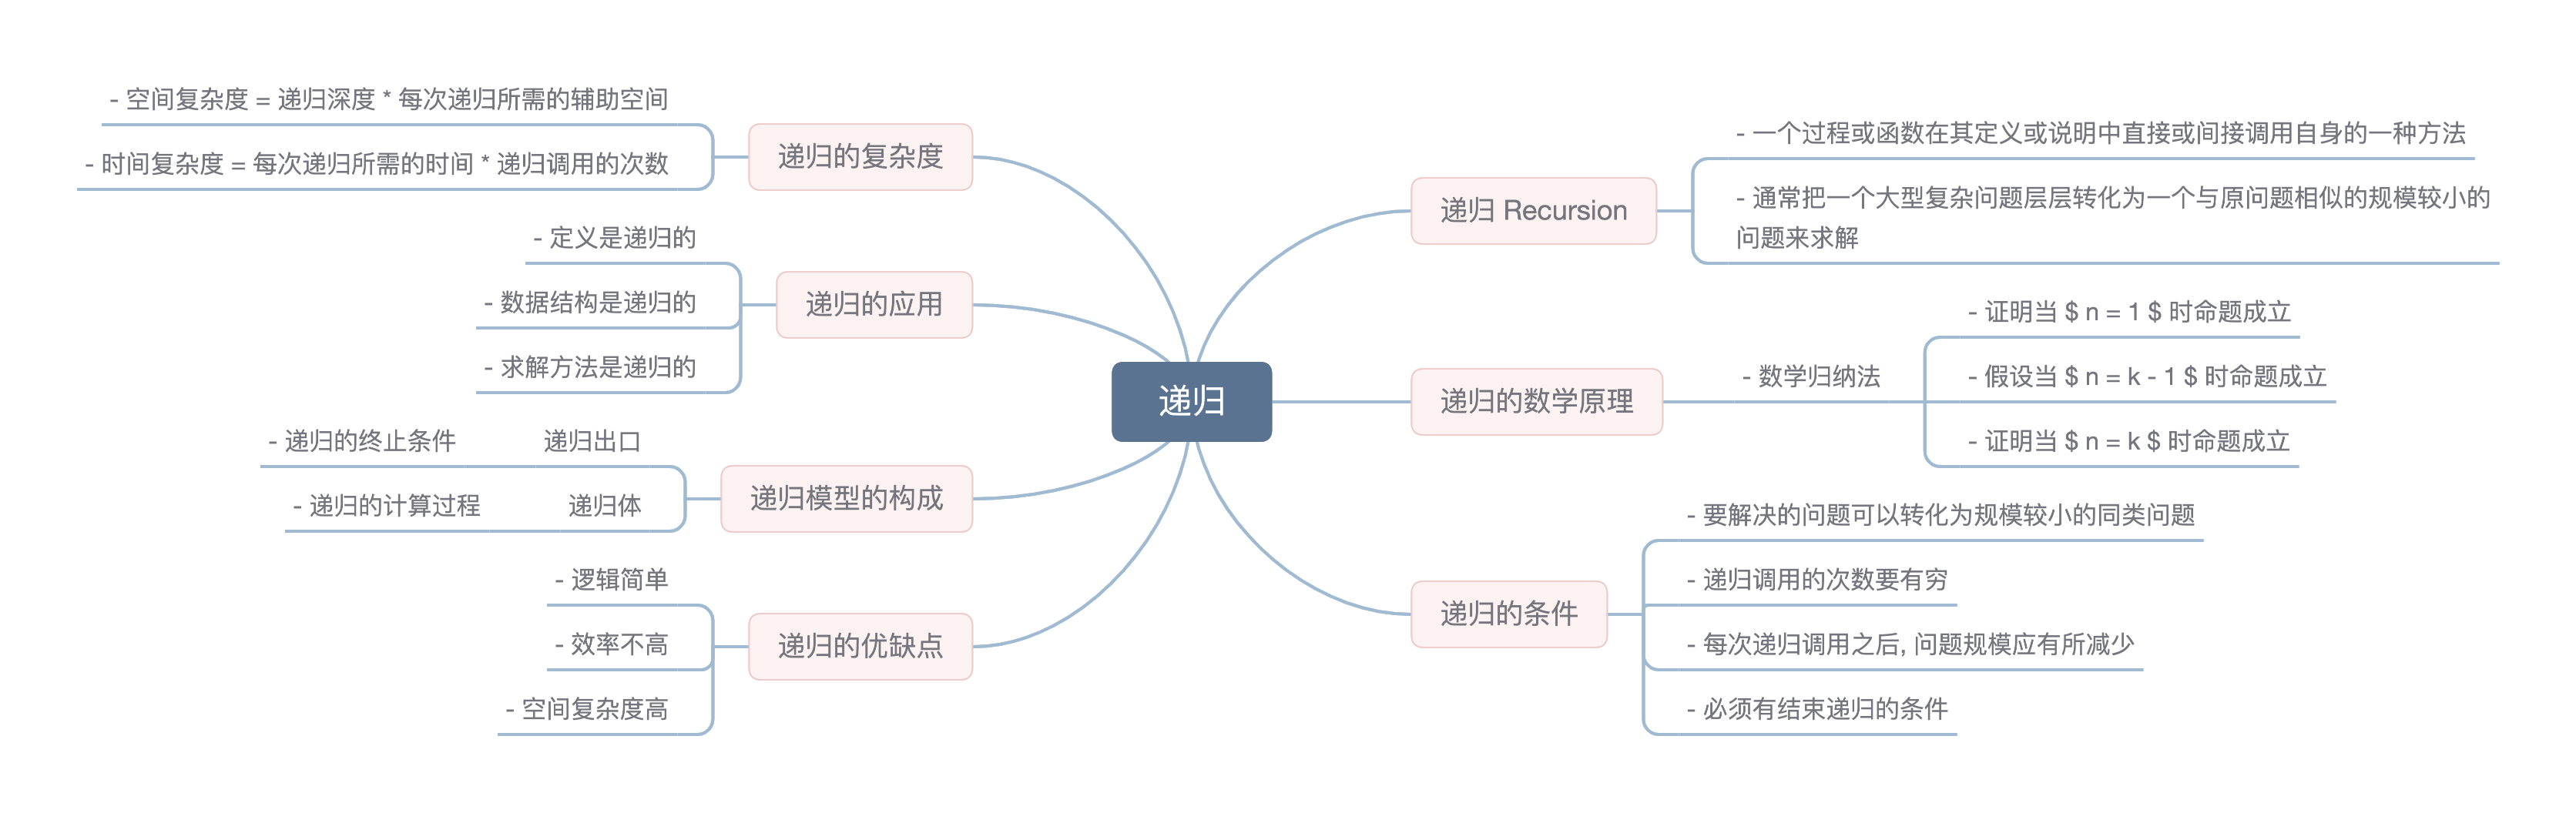 递归
递归 Recursion
- 一个过程或函数在其定义或说明中直接或间接调用自身的一种方法
- 通常把一个大型复杂问题层层转化为一个与原问题相似的规模较小的
问题来求解
递归的数学原理
- 数学归纳法
- 证明当 $ n = 1 $ 时命题成立
- 假设当 $ n = k - 1 $ 时命题成立
- 证明当 $ n = k $ 时命题成立
递归的条件
- 要解决的问题可以转化为规模较小的同类问题
- 递归调用的次数要有穷
- 每次递归调用之后, 问题规模应有所减少
- 必须有结束递归的条件
递归的复杂度
- 空间复杂度 = 递归深度 * 每次递归所需的辅助空间
- 时间复杂度 = 每次递归所需的时间 * 递归调用的次数
递归的应用
- 定义是递归的
- 数据结构是递归的
- 求解方法是递归的
递归模型的构成
递归出口
- 递归的终止条件
递归体
- 递归的计算过程
递归的优缺点
- 逻辑简单
- 效率不高
- 空间复杂度高